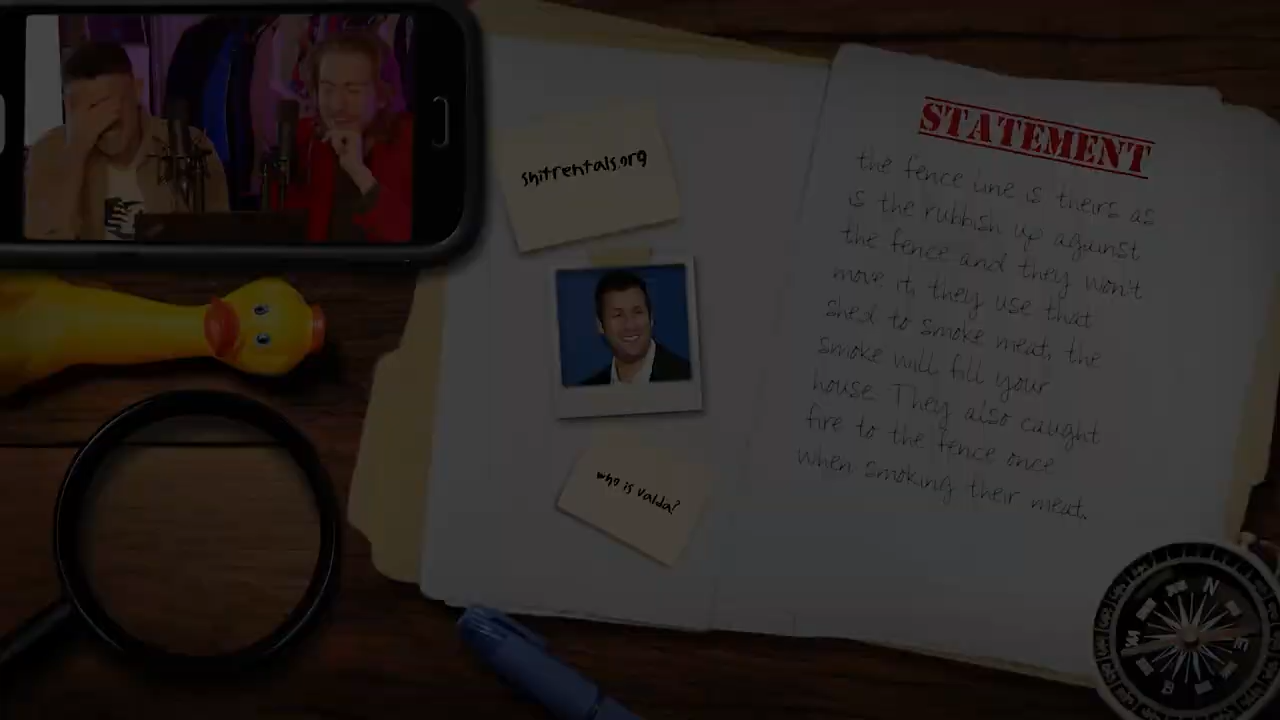 shitrentals.org
who is valda?
STATEMENT
the fence line is theirs as
is the rubbish up against
the fence and they won't
move it, they use that
shed to smoke meat, the
smoke will fill your
house. They also caught
fire to the fence once
when smoking their meat.
N
E